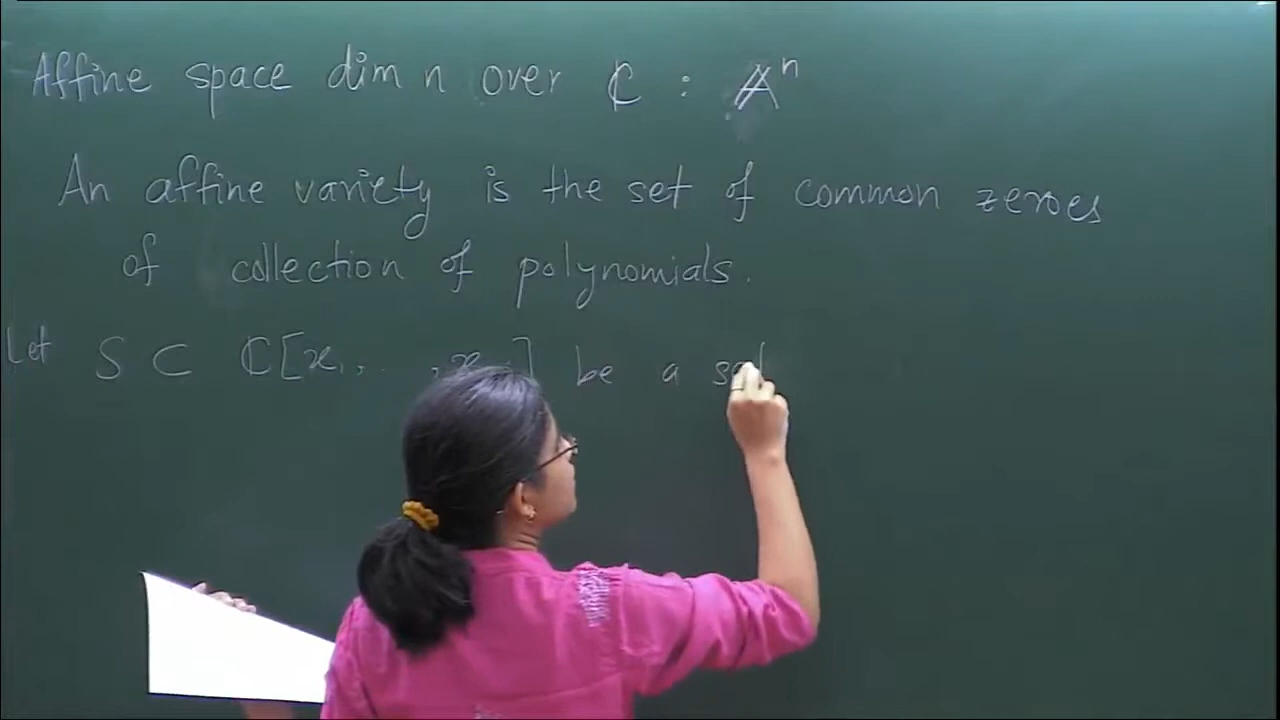 Affine space dim n over ℂ : 𝔸ⁿ
An affine variety is the set of common zeroes
of collection of polynomials.
Let S ⊂ ℂ[x₁, . . , x ] be a set